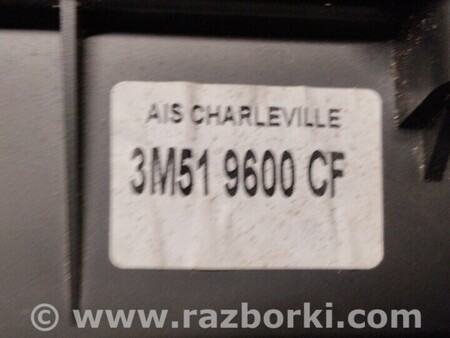 AIS CHARLEVILLE
3M51 9600 CF
© www.razborki.com